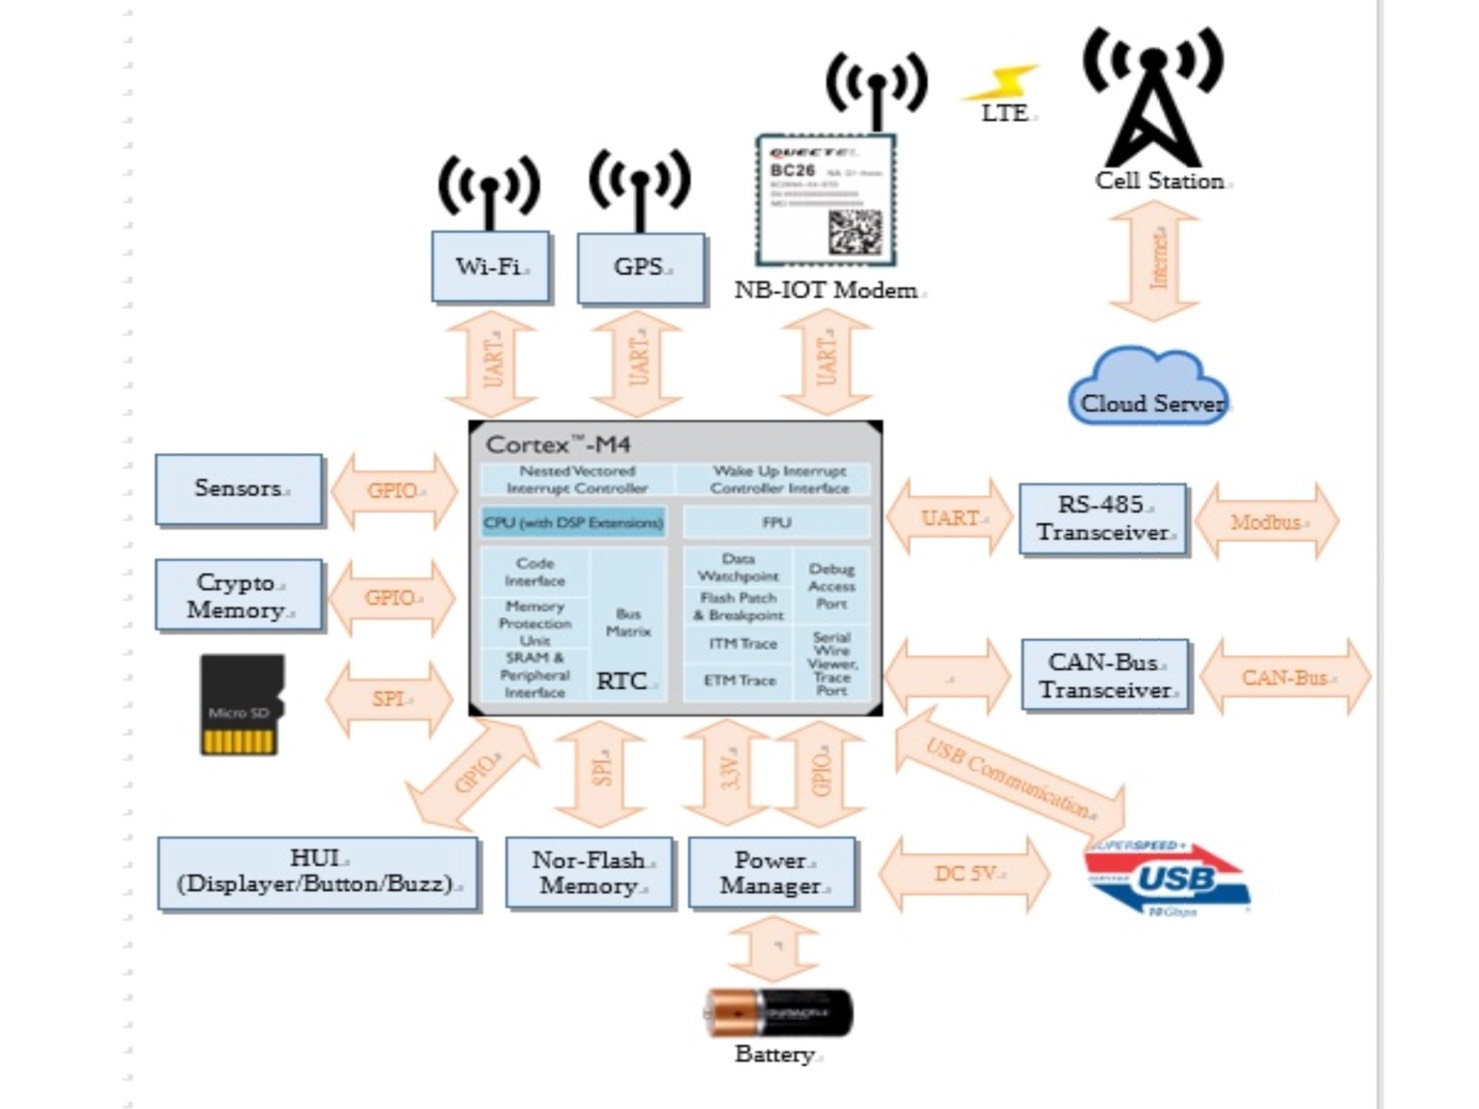 LTE
Cell Station
QUECTEL
BC26
NB-IOT Modem
Wi-Fi
GPS
Internet
UART
UART
UART
Cloud Server
Cortex™-M4
Nested Vectored
Interrupt Controller
Wake Up Interrupt
Controller Interface
CPU (with DSP Extensions)
FPU
Code
Interface
Memory
Protection
Unit
SRAM &
Peripheral
Interface
Bus
Matrix
RTC
Data
Watchpoint
Flash Patch
& Breakpoint
ITM Trace
ETM Trace
Debug
Access
Port
Serial
Wire
Viewer,
Trace
Port
Sensors
GPIO
Crypto
Memory
GPIO
Micro SD
SPI
UART
RS-485
Transceiver
Modbus
CAN-Bus
Transceiver
CAN-Bus
GPIO
SPI
3.3V
GPIO
USB Communication
HUI
(Displayer/Button/Buzz)
Nor-Flash
Memory
Power
Manager
DC 5V
SUPERSPEED+
CERTIFIED
USB
10 Gbps
DURACELL
Battery